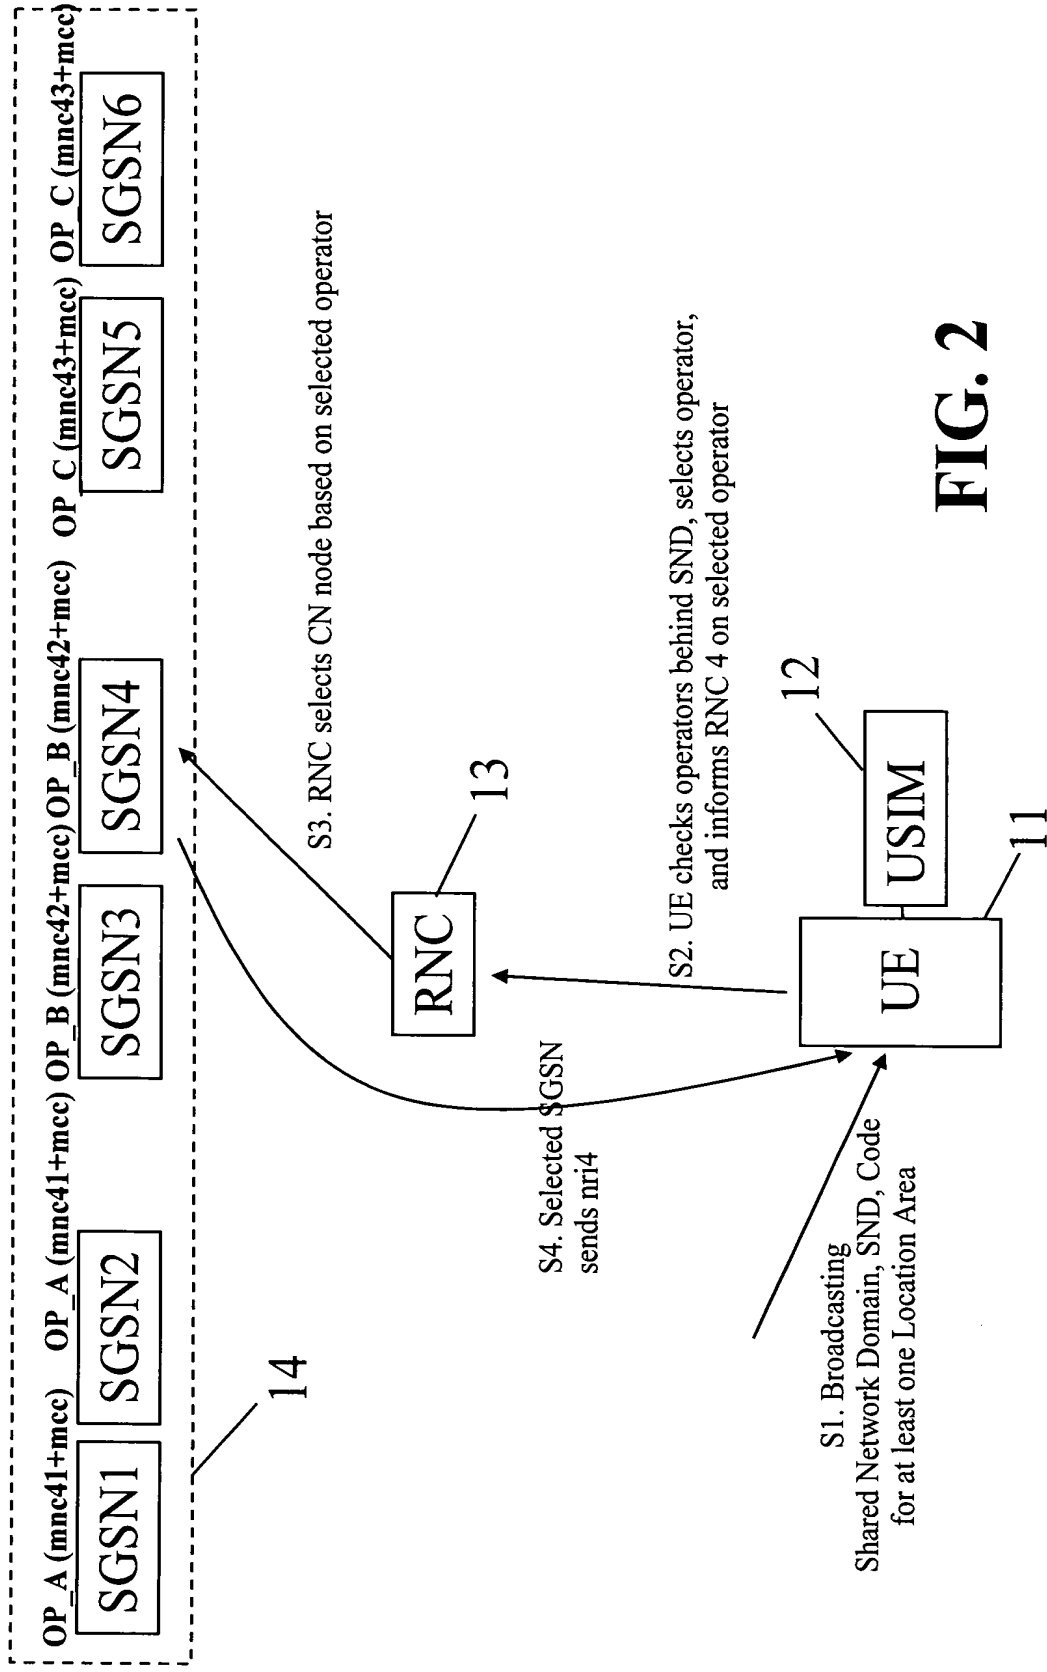 OP_A (mnc41+mcc) OP_A (mnc41+mcc) OP_B (mnc42+mcc) OP_B (mnc42+mcc) OP_C (mnc43+mcc) OP_C (mnc43+mcc)
SGSN1 SGSN2 SGSN3 SGSN4 SGSN5 SGSN6
14
S3. RNC selects CN node based on selected operator
RNC
13
S4. Selected SGSN
sends nri4
S2. UE checks operators behind SND, selects operator,
and informs RNC 4 on selected operator
S1. Broadcasting
Shared Network Domain, SND, Code
for at least one Location Area
UE
USIM
12
11
FIG. 2